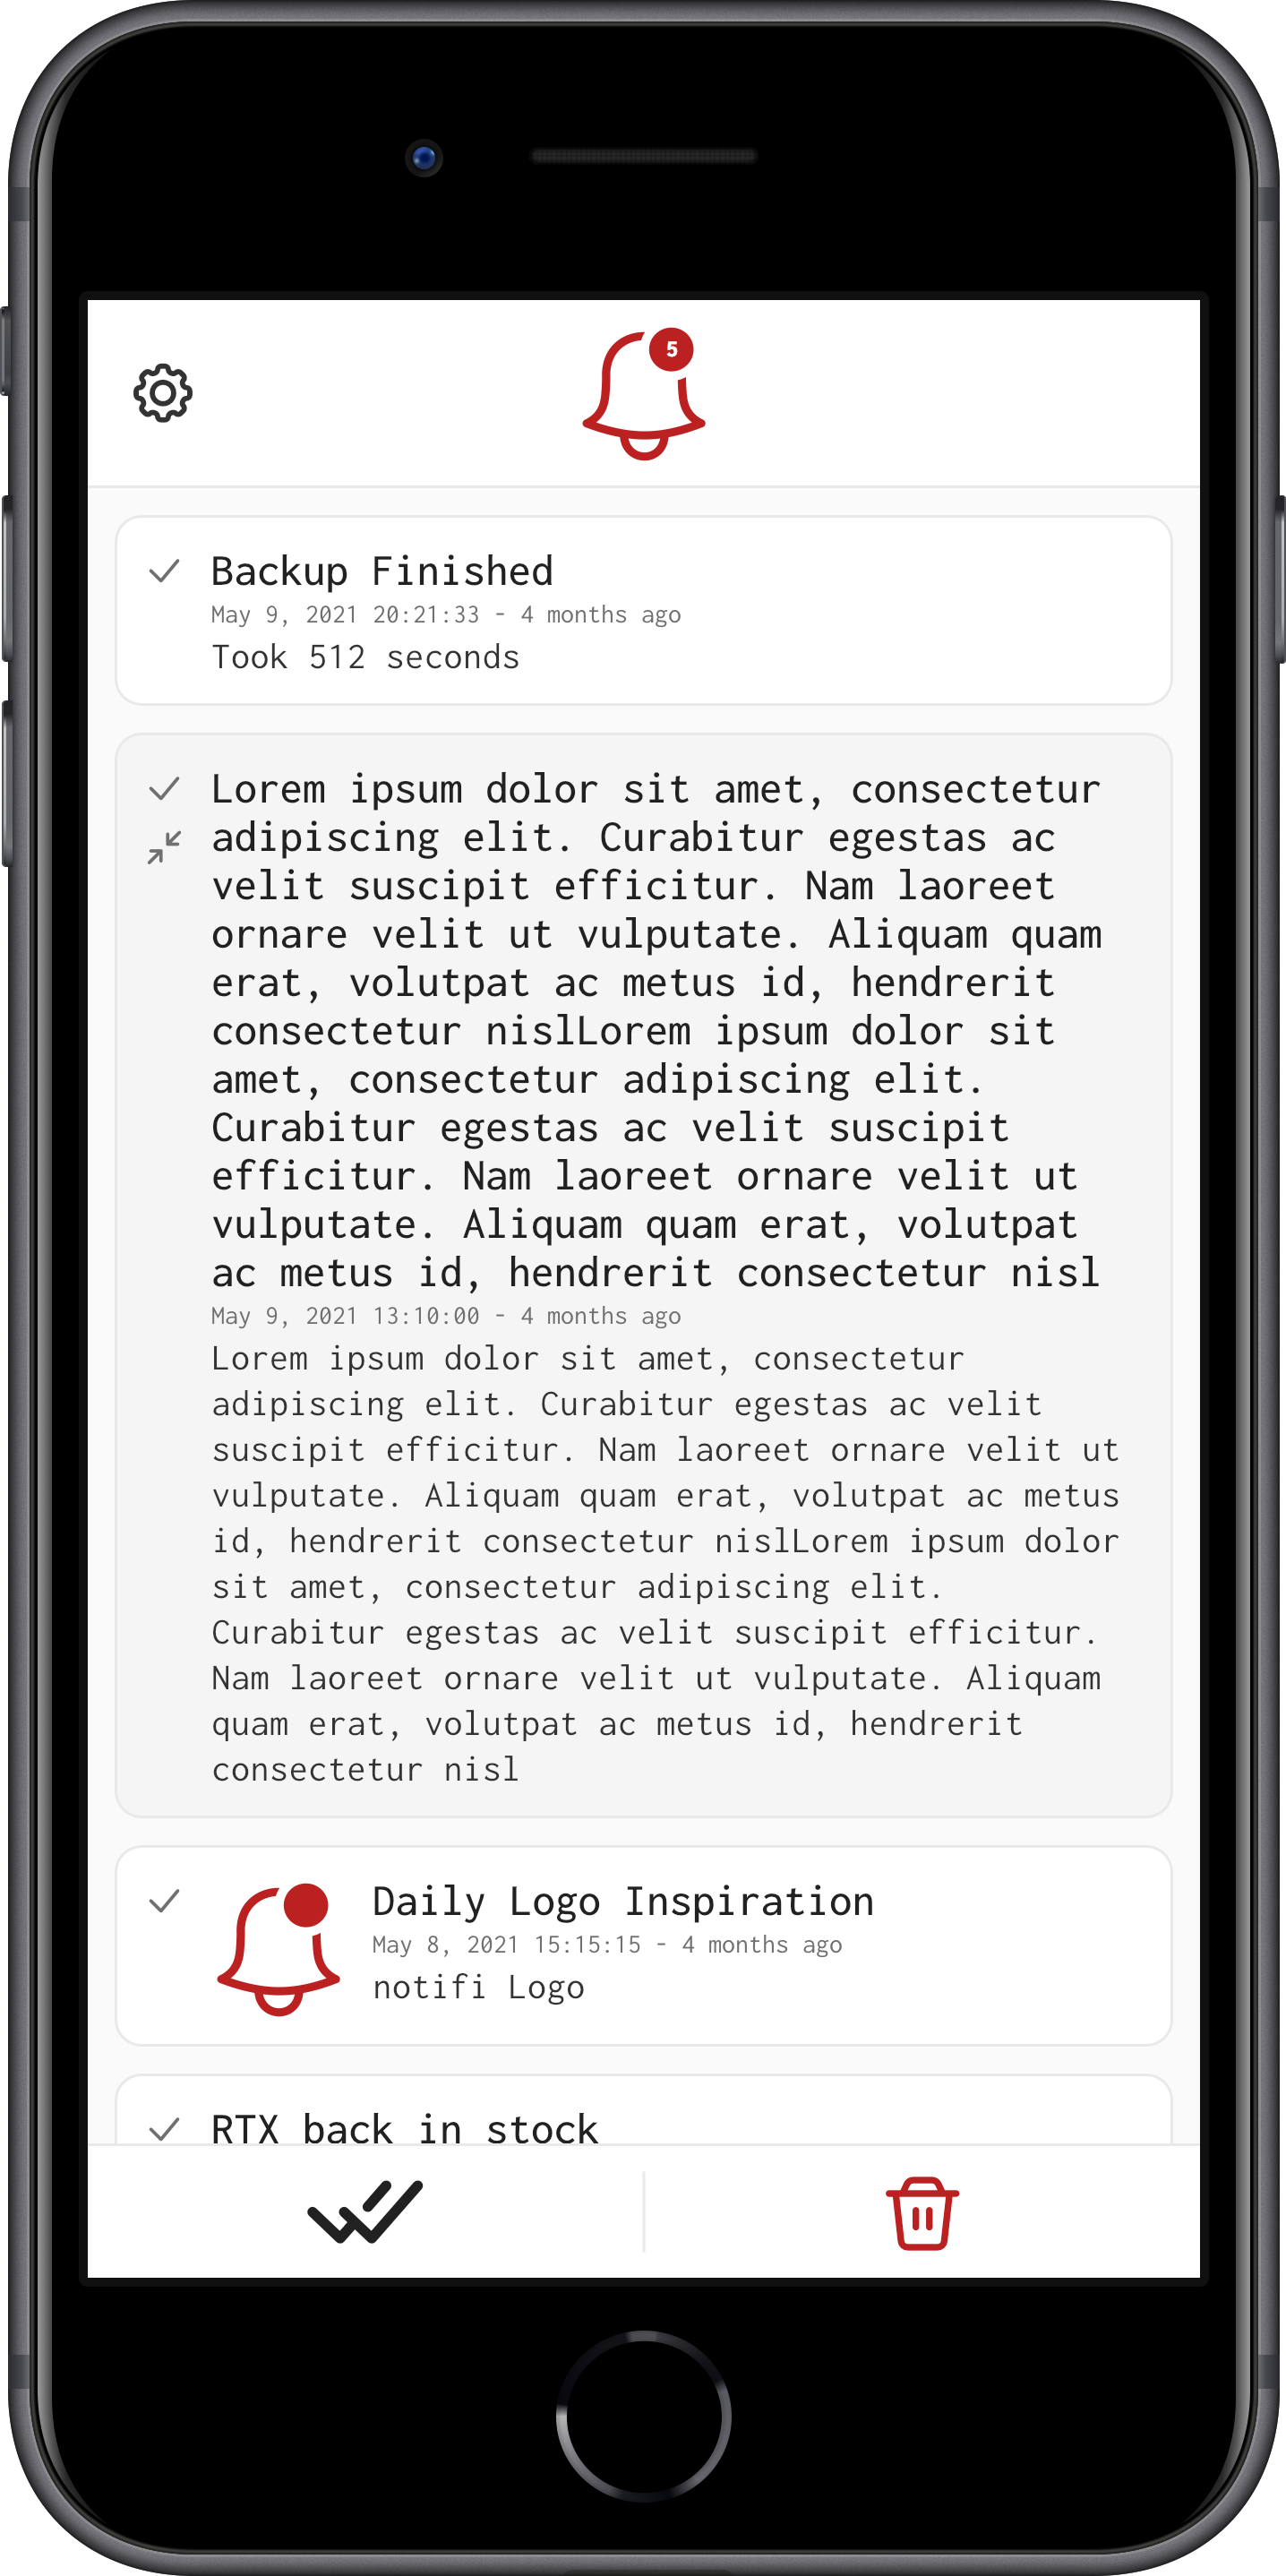 5
Backup Finished
May 9, 2021 20:21:33 - 4 months ago
Took 512 seconds
Lorem ipsum dolor sit amet, consectetur
adipiscing elit. Curabitur egestas ac
velit suscipit efficitur. Nam laoreet
ornare velit ut vulputate. Aliquam quam
erat, volutpat ac metus id, hendrerit
consectetur nislLorem ipsum dolor sit
amet, consectetur adipiscing elit.
Curabitur egestas ac velit suscipit
efficitur. Nam laoreet ornare velit ut
vulputate. Aliquam quam erat, volutpat
ac metus id, hendrerit consectetur nisl
May 9, 2021 13:10:00 - 4 months ago
Lorem ipsum dolor sit amet, consectetur
adipiscing elit. Curabitur egestas ac velit
suscipit efficitur. Nam laoreet ornare velit ut
vulputate. Aliquam quam erat, volutpat ac metus
id, hendrerit consectetur nislLorem ipsum dolor
sit amet, consectetur adipiscing elit.
Curabitur egestas ac velit suscipit efficitur.
Nam laoreet ornare velit ut vulputate. Aliquam
quam erat, volutpat ac metus id, hendrerit
consectetur nisl
Daily Logo Inspiration
May 8, 2021 15:15:15 - 4 months ago
notifi Logo
RTX back in stock